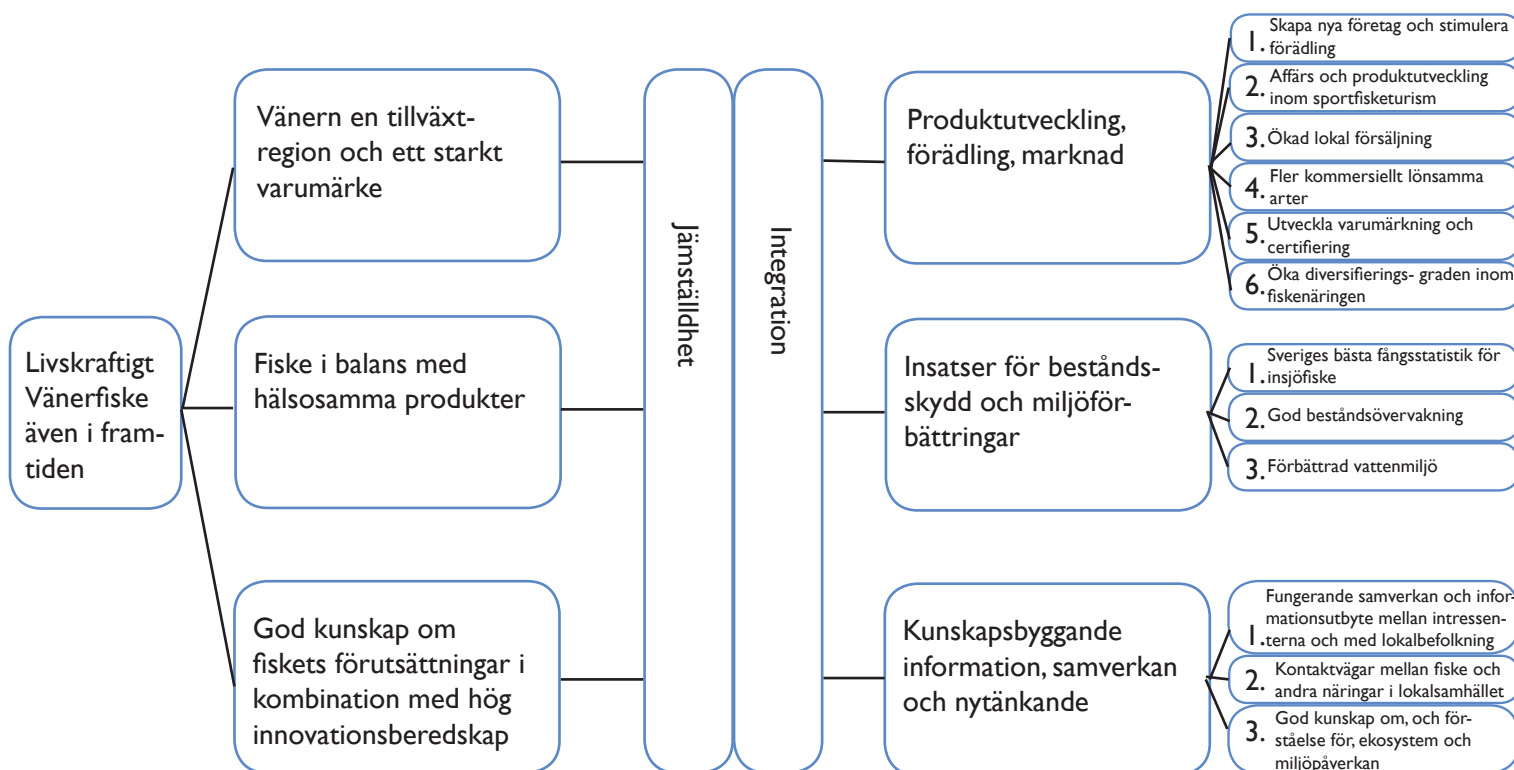 Livskraftigt
Vänerfiske
även i fram-
tiden
Vänern en tillväxt-
region och ett starkt
varumärke
Fiske i balans med
hälsosamma produkter
God kunskap om
fiskets förutsättningar i
kombination med hög
innovationsberedskap
Jämställdhet
Integration
Produktutveckling,
förädling, marknad
1. Skapa nya företag och stimulera
förädling
2. Affärs och produktutveckling
inom sportfisketurism
3. Ökad lokal försäljning
4. Fler kommersiellt lönsamma
arter
5. Utveckla varumärkning och
certifiering
6. Öka diversifierings- graden inom
fiskenäringen
Insatser för bestånds-
skydd och miljöför-
bättringar
1. Sveriges bästa fångsstatistik för
insjöfiske
2. God beståndsövervakning
3. Förbättrad vattenmiljö
Kunskapsbyggande
information, samverkan
och nytänkande
1. Fungerande samverkan och infor-
mationsutbyte mellan intressen-
terna och med lokalbefolkning
2. Kontaktvägar mellan fiske och
andra näringar i lokalsamhället
3. God kunskap om, och för-
ståelse för, ekosystem och
miljöpåverkan